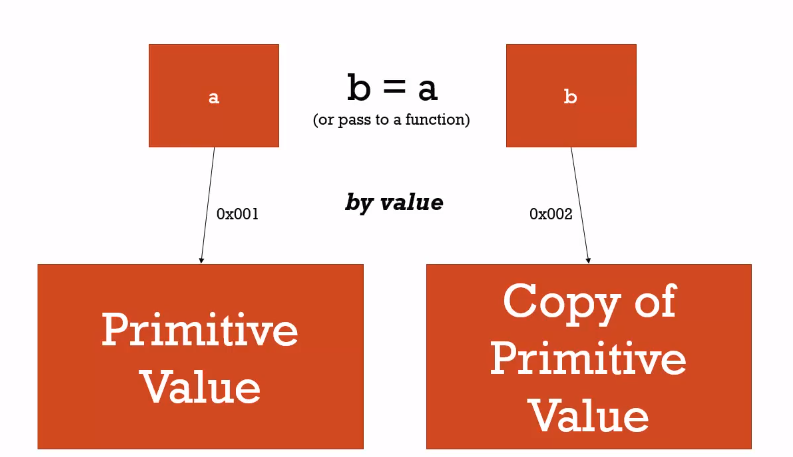 a
b = a
(or pass to a function)
b
by value
0x001
0x002
Primitive
Value
Copy of
Primitive
Value